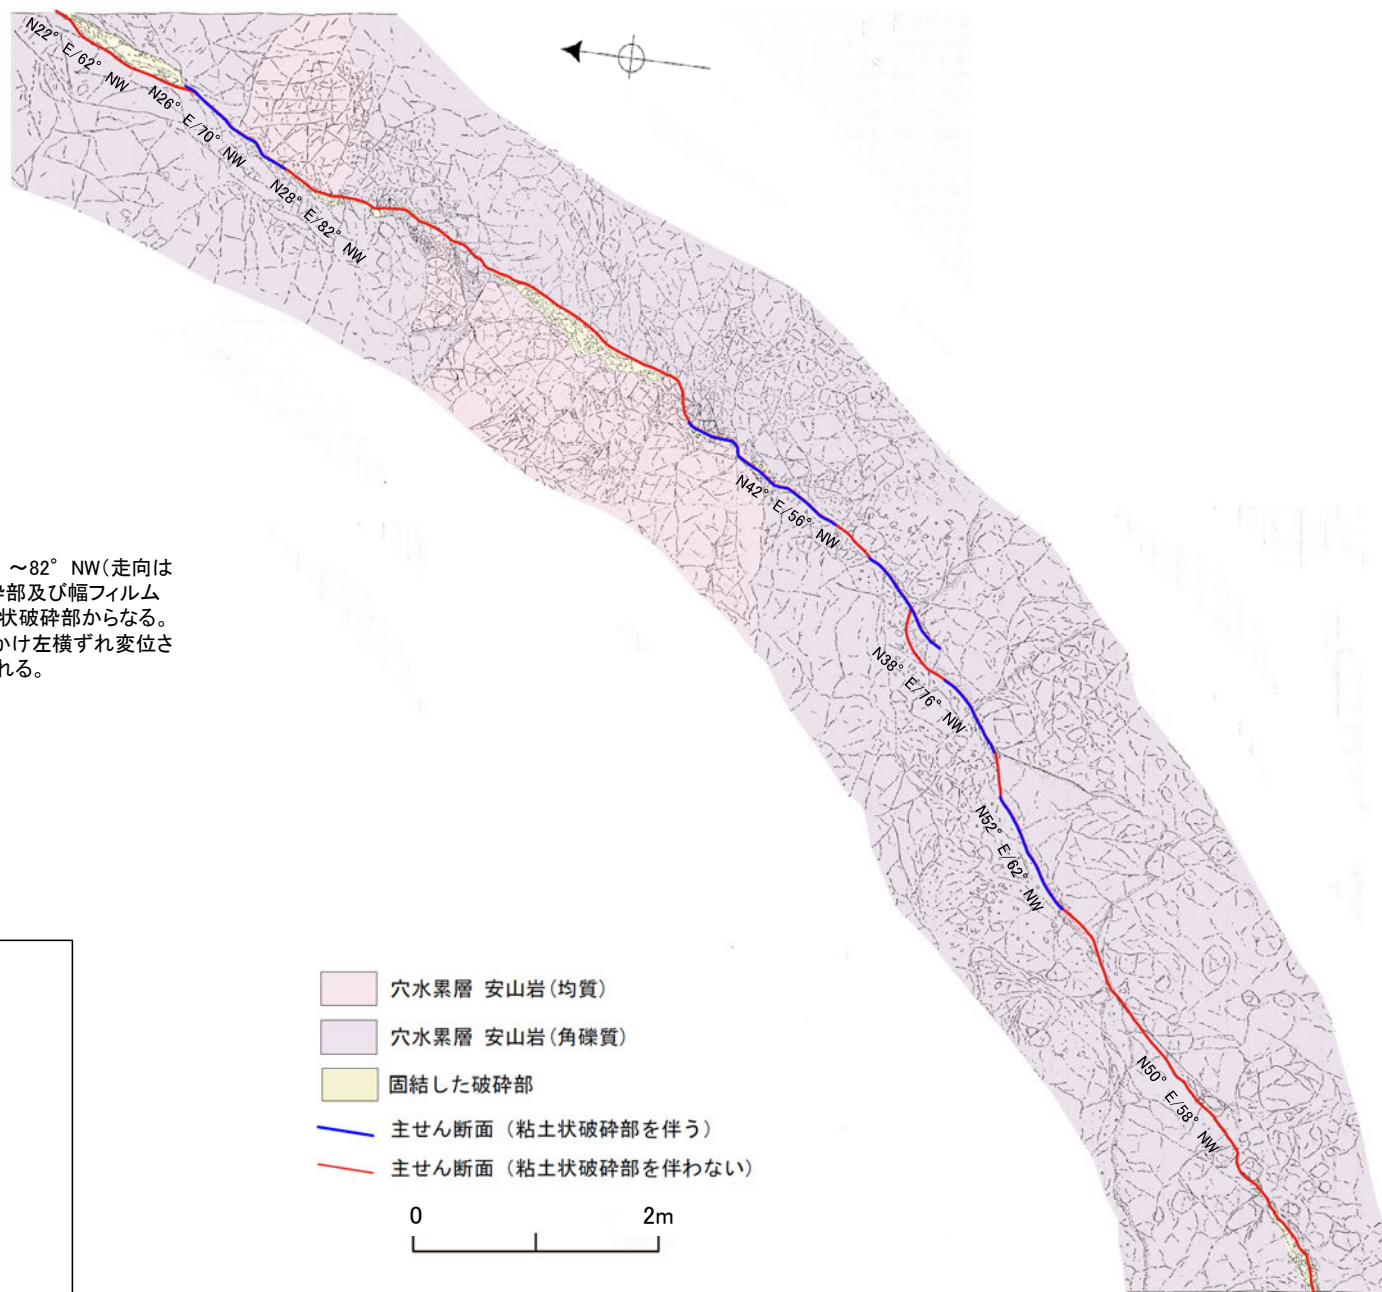 N22° E/62° NW
N26° E/70° NW
N28° E/82° NW
N42° E/56° NW
～82° NW(走向は
砕部及び幅フィルム
状破砕部からなる。
かけ左横ずれ変位さ
れる。
N38° E/76° NW
N52° E/62° NW
穴水累層 安山岩(均質)
穴水累層 安山岩(角礫質)
固結した破砕部
主せん断面 (粘土状破砕部を伴う)
主せん断面 (粘土状破砕部を伴わない)
N50° E/58° NW
0 2m